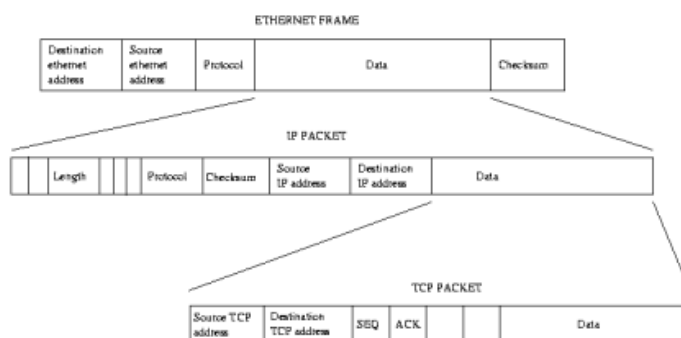 ETHERNET FRAME
Destination ethernet address
Source ethernet address
Protocol
Data
Checksum
IP PACKET
Length
Protocol
Checksum
Source IP address
Destination IP address
Data
TCP PACKET
Source TCP address
Destination TCP address
SEQ
ACK
Data